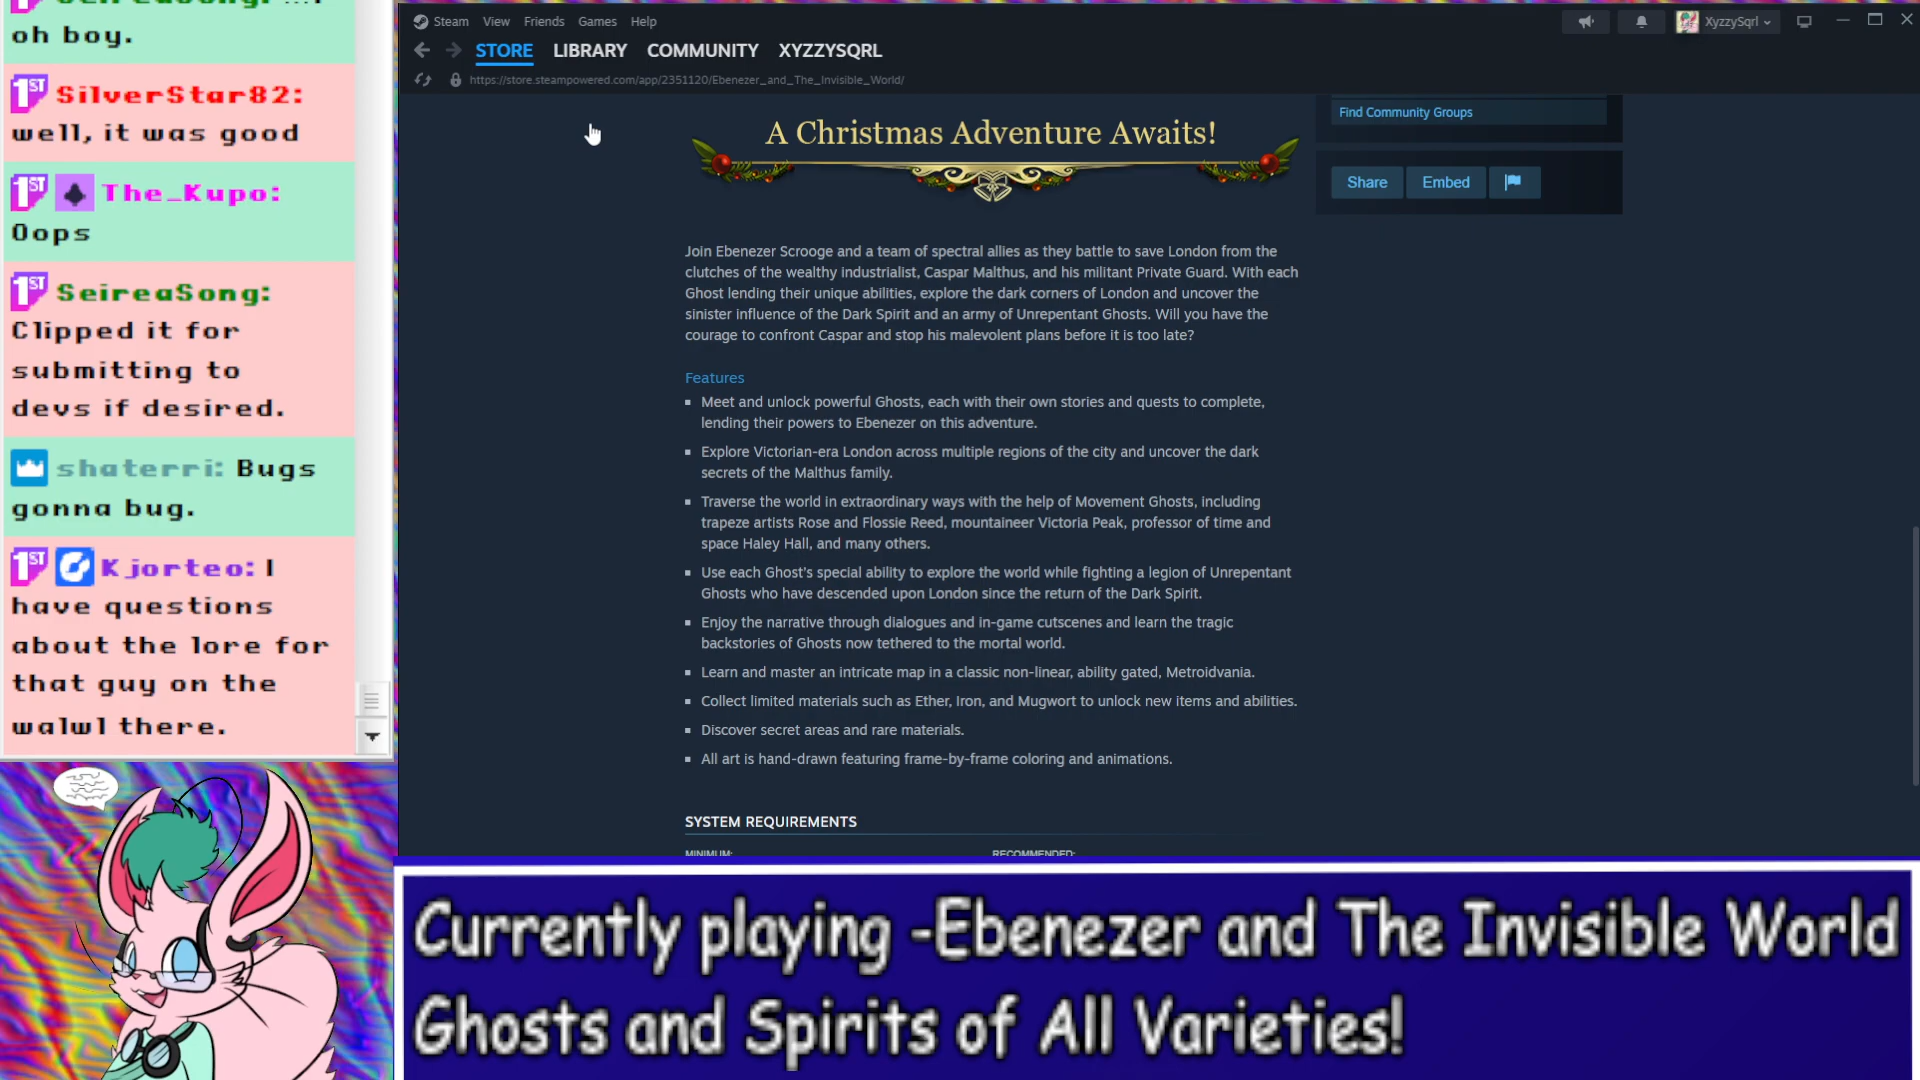 oh boy.
SilverStar82:
well, it was good
The_Kupo:
Oops
SeireaSong:
Clipped it for
submitting to
devs if desired.
shaterri: Bugs
gonna bug.
Kjorteo: I
have questions
about the lore for
that guy on the
walwl there.
Steam View Friends Games Help
XyzzySqrl
STORE LIBRARY COMMUNITY XYZZYSQRL
https://store.steampowered.com/app/2351120/Ebenezer_and_The_Invisible_World/
A Christmas Adventure Awaits!
Find Community Groups
Share Embed
Join Ebenezer Scrooge and a team of spectral allies as they battle to save London from the
clutches of the wealthy industrialist, Caspar Malthus, and his militant Private Guard. With each
Ghost lending their unique abilities, explore the dark corners of London and uncover the
sinister influence of the Dark Spirit and an army of Unrepentant Ghosts. Will you have the
courage to confront Caspar and stop his malevolent plans before it is too late?
Features
Meet and unlock powerful Ghosts, each with their own stories and quests to complete,
lending their powers to Ebenezer on this adventure.
Explore Victorian-era London across multiple regions of the city and uncover the dark
secrets of the Malthus family.
Traverse the world in extraordinary ways with the help of Movement Ghosts, including
trapeze artists Rose and Flossie Reed, mountaineer Victoria Peak, professor of time and
space Haley Hall, and many others.
Use each Ghost's special ability to explore the world while fighting a legion of Unrepentant
Ghosts who have descended upon London since the return of the Dark Spirit.
Enjoy the narrative through dialogues and in-game cutscenes and learn the tragic
backstories of Ghosts now tethered to the mortal world.
Learn and master an intricate map in a classic non-linear, ability gated, Metroidvania.
Collect limited materials such as Ether, Iron, and Mugwort to unlock new items and abilities.
Discover secret areas and rare materials.
All art is hand-drawn featuring frame-by-frame coloring and animations.
SYSTEM REQUIREMENTS
MINIMUM: RECOMMENDED:
Currently playing -Ebenezer and The Invisible World
Ghosts and Spirits of All Varieties!